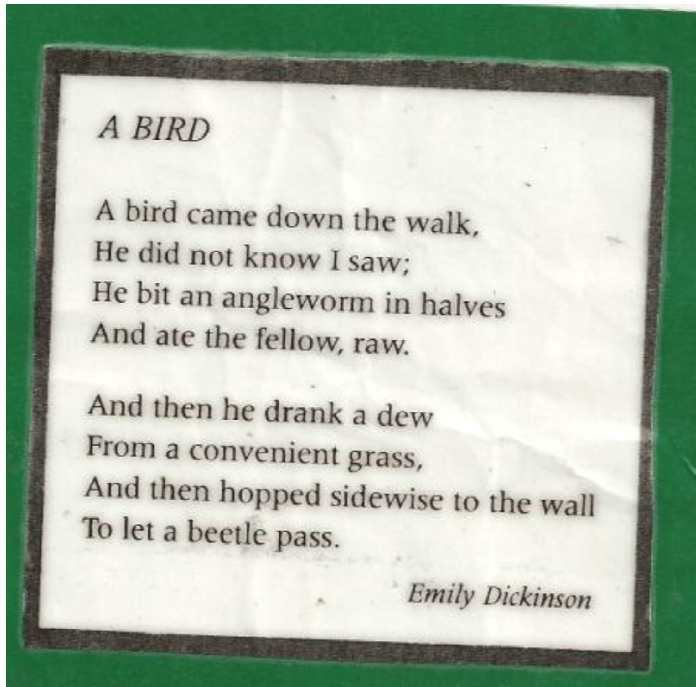 A BIRD
A bird came down the walk,
He did not know I saw;
He bit an angleworm in halves
And ate the fellow, raw.
And then he drank a dew
From a convenient grass,
And then hopped sidewise to the wall
To let a beetle pass.
Emily Dickinson